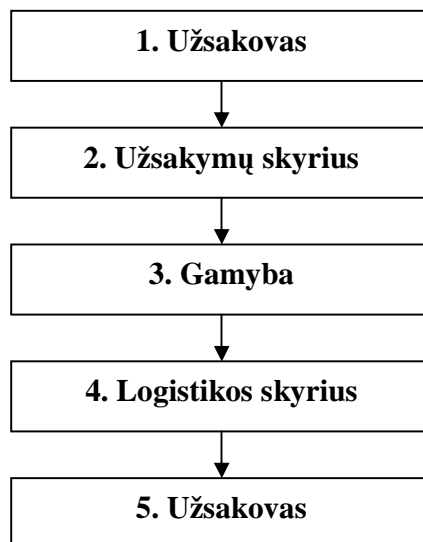 1. Užsakovas
2. Užsakymų skyrius
3. Gamyba
4. Logistikos skyrius
5. Užsakovas